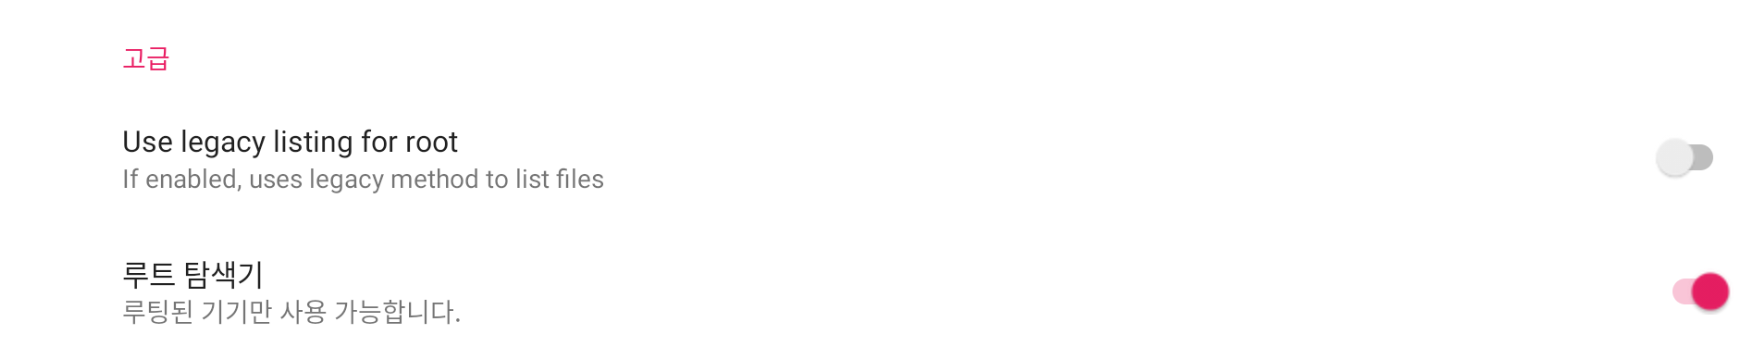 고급
Use legacy listing for root
If enabled, uses legacy method to list files
루트 탐색기
루팅된 기기만 사용 가능합니다.